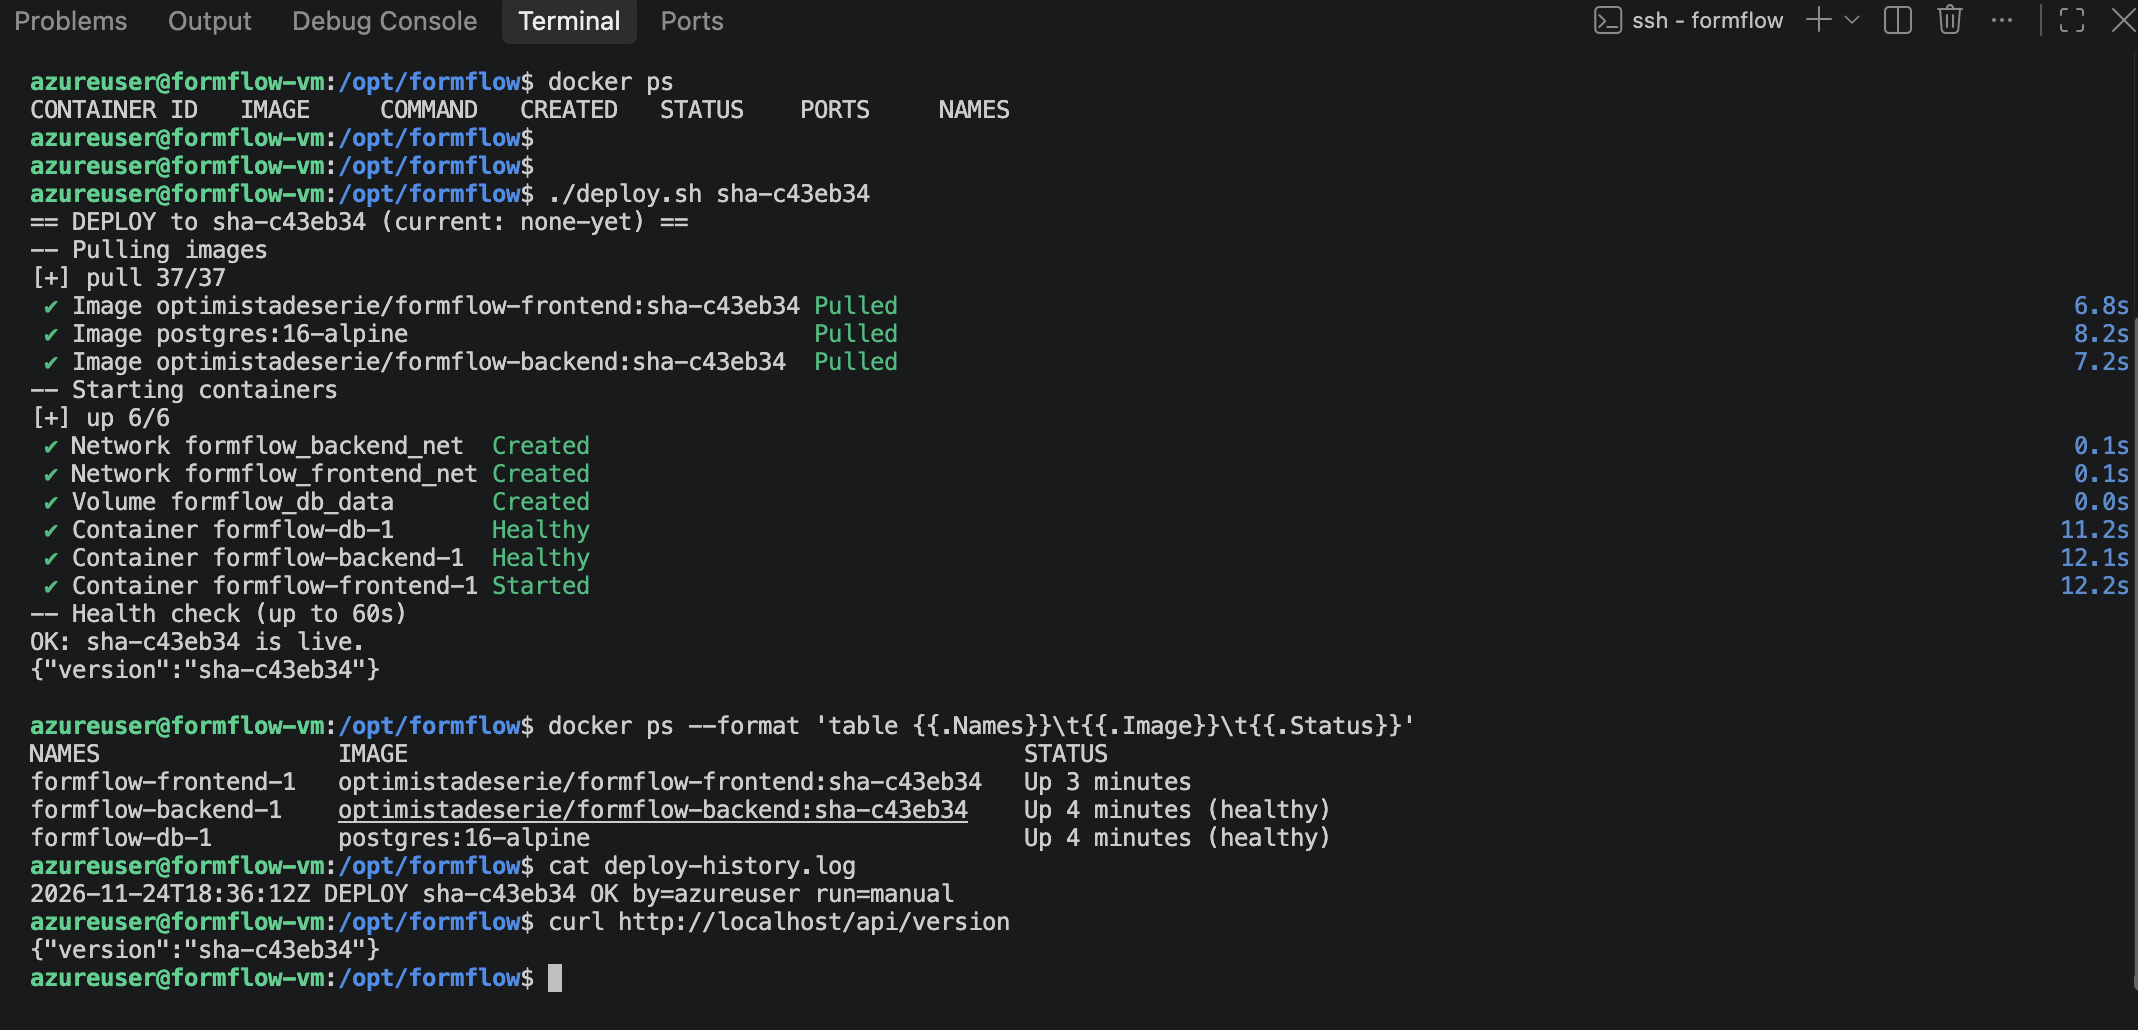 Problems Output Debug Console Terminal Ports ssh - formflow
azureuser@formflow-vm:/opt/formflow$ docker ps
CONTAINER ID IMAGE COMMAND CREATED STATUS PORTS NAMES
azureuser@formflow-vm:/opt/formflow$
azureuser@formflow-vm:/opt/formflow$
azureuser@formflow-vm:/opt/formflow$ ./deploy.sh sha-c43eb34
== DEPLOY to sha-c43eb34 (current: none-yet) ==
-- Pulling images
[+] pull 37/37
✔ Image optimistadeserie/formflow-frontend:sha-c43eb34 Pulled 6.8s
✔ Image postgres:16-alpine Pulled 8.2s
✔ Image optimistadeserie/formflow-backend:sha-c43eb34 Pulled 7.2s
-- Starting containers
[+] up 6/6
✔ Network formflow_backend_net Created 0.1s
✔ Network formflow_frontend_net Created 0.1s
✔ Volume formflow_db_data Created 0.0s
✔ Container formflow-db-1 Healthy 11.2s
✔ Container formflow-backend-1 Healthy 12.1s
✔ Container formflow-frontend-1 Started 12.2s
-- Health check (up to 60s)
OK: sha-c43eb34 is live.
{"version":"sha-c43eb34"}
azureuser@formflow-vm:/opt/formflow$ docker ps --format 'table {{.Names}}\t{{.Image}}\t{{.Status}}'
NAMES IMAGE STATUS
formflow-frontend-1 optimistadeserie/formflow-frontend:sha-c43eb34 Up 3 minutes
formflow-backend-1 optimistadeserie/formflow-backend:sha-c43eb34 Up 4 minutes (healthy)
formflow-db-1 postgres:16-alpine Up 4 minutes (healthy)
azureuser@formflow-vm:/opt/formflow$ cat deploy-history.log
2026-11-24T18:36:12Z DEPLOY sha-c43eb34 OK by=azureuser run=manual
azureuser@formflow-vm:/opt/formflow$ curl http://localhost/api/version
{"version":"sha-c43eb34"}
azureuser@formflow-vm:/opt/formflow$